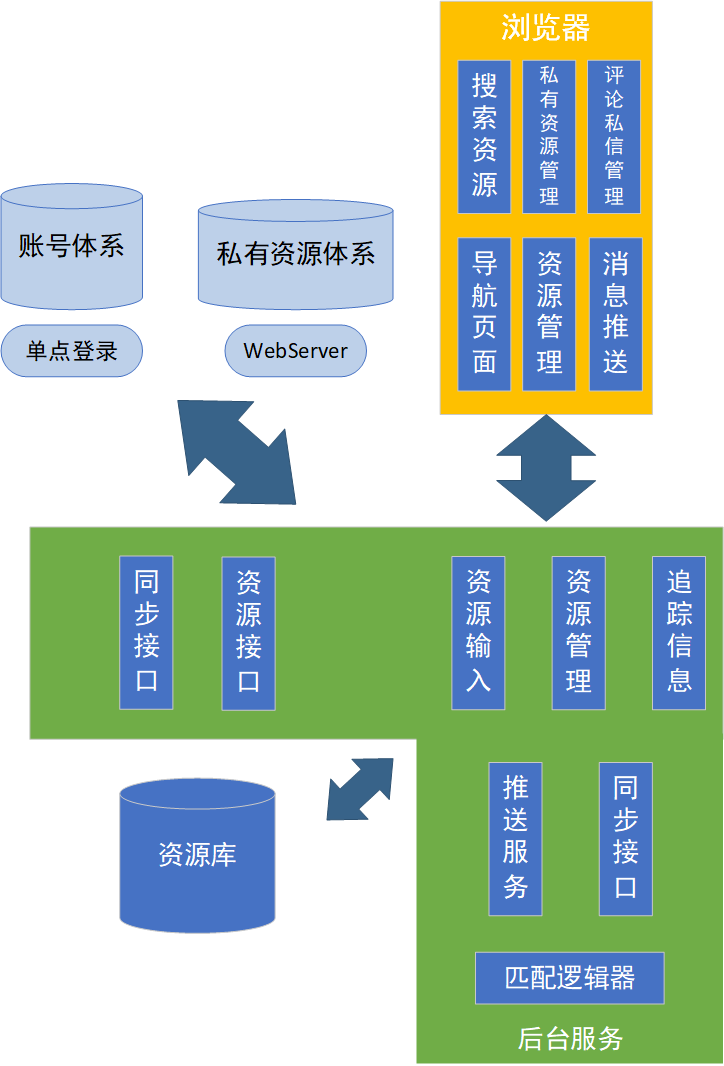 浏览器
搜索资源
私有资源管理
评论私信管理
导航页面
资源管理
消息推送
账号体系
私有资源体系
单点登录
WebServer
同步接口
资源接口
资源输入
资源管理
追踪信息
推送服务
同步接口
资源库
匹配逻辑器
后台服务